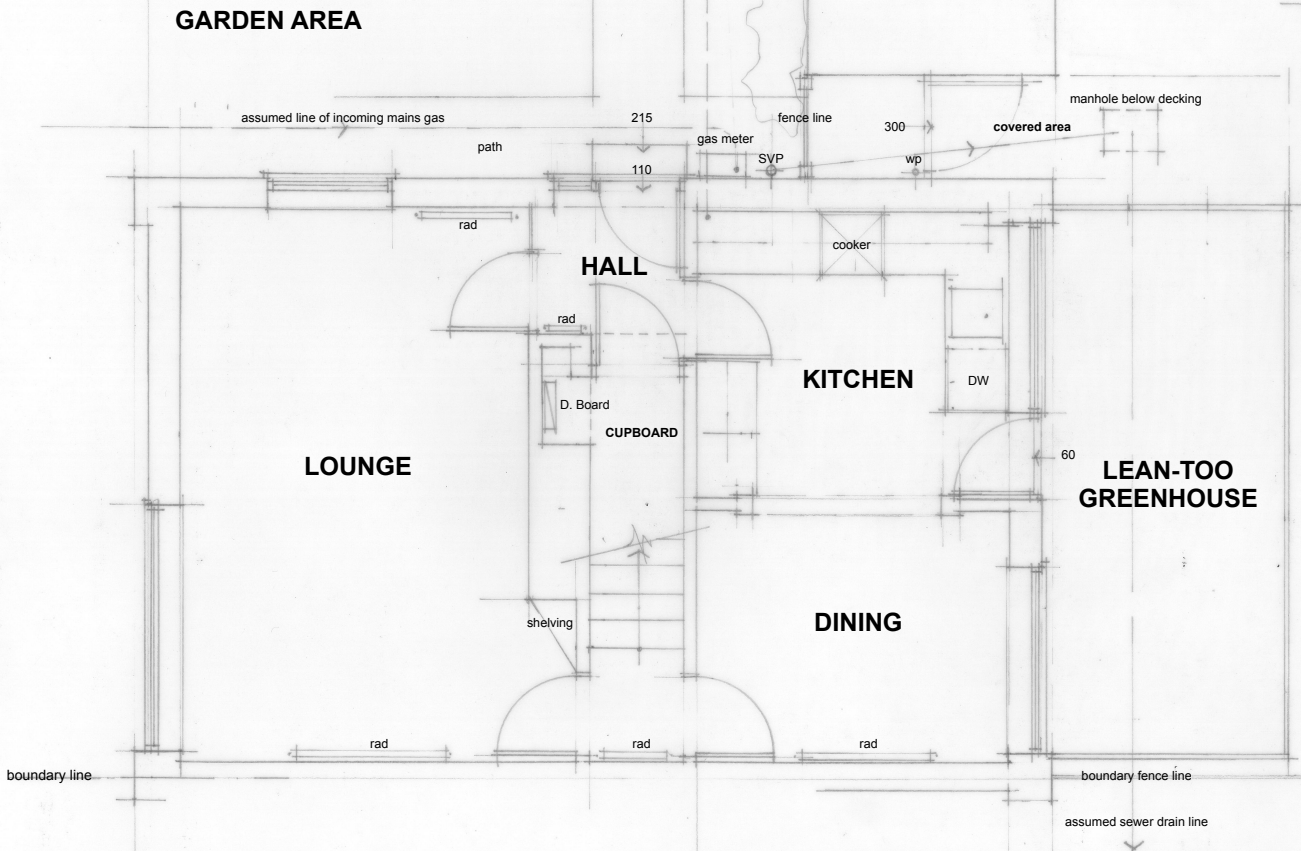 GARDEN AREA
manhole below decking
assumed line of incoming mains gas
215
fence line
300
covered area
path
gas meter
SVP
wp
110
rad
cooker
HALL
rad
KITCHEN
DW
D. Board
CUPBOARD
LOUNGE
60
LEAN-TOO
GREENHOUSE
shelving
DINING
rad
rad
rad
boundary line
boundary fence line
assumed sewer drain line